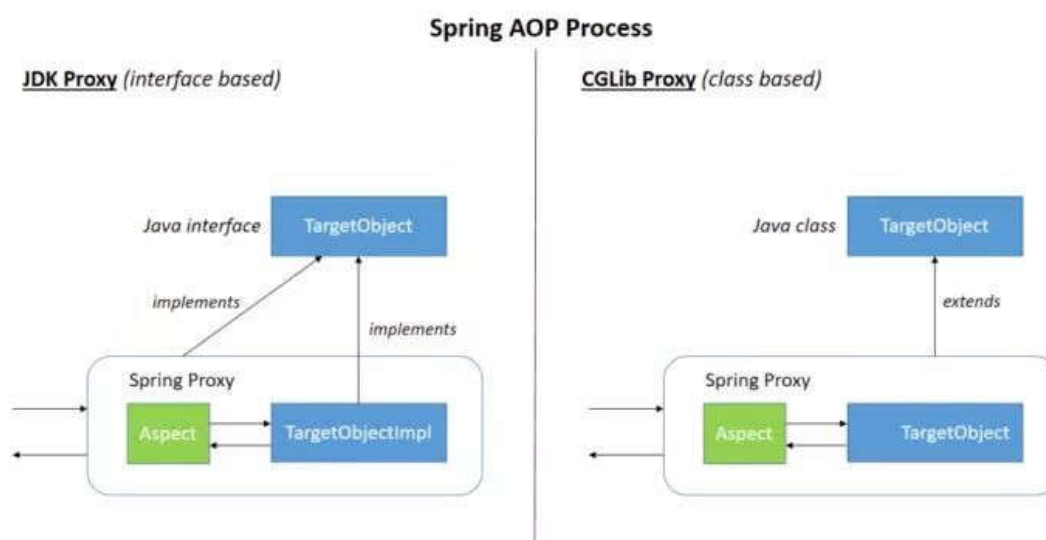 Spring AOP Process
JDK Proxy (interface based)
Java interface
TargetObject
implements
implements
Spring Proxy
Aspect
TargetObjectImpl
CGLib Proxy (class based)
Java class
TargetObject
extends
Spring Proxy
Aspect
TargetObject